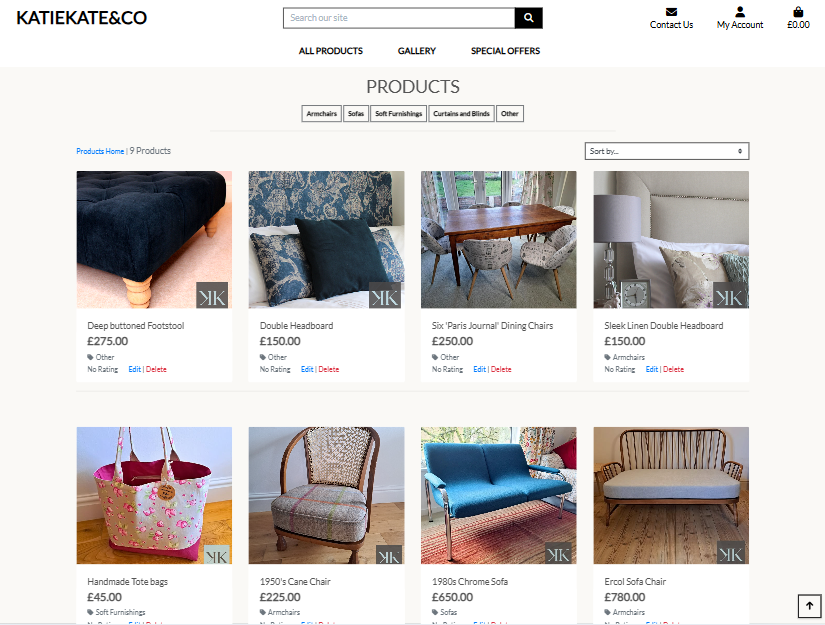 KATIEKATE&CO
Search our site
Contact Us
My Account
£0.00
ALL PRODUCTS
GALLERY
SPECIAL OFFERS
PRODUCTS
Armchairs
Sofas
Soft Furnishings
Curtains and Blinds
Other
Products Home | 9 Products
Sort by...
KK
KK
KK
Deep buttoned Footstool
£275.00
Other
No Rating Edit | Delete
Double Headboard
£150.00
Other
No Rating Edit | Delete
Six 'Paris Journal' Dining Chairs
£250.00
Other
No Rating Edit | Delete
Sleek Linen Double Headboard
£150.00
Armchairs
No Rating Edit | Delete
KK
KK
KK
KK
Handmade Tote bags
£45.00
Soft Furnishings
1950's Cane Chair
£225.00
Armchairs
1980s Chrome Sofa
£650.00
Sofas
Ercol Sofa Chair
£780.00
Armchairs